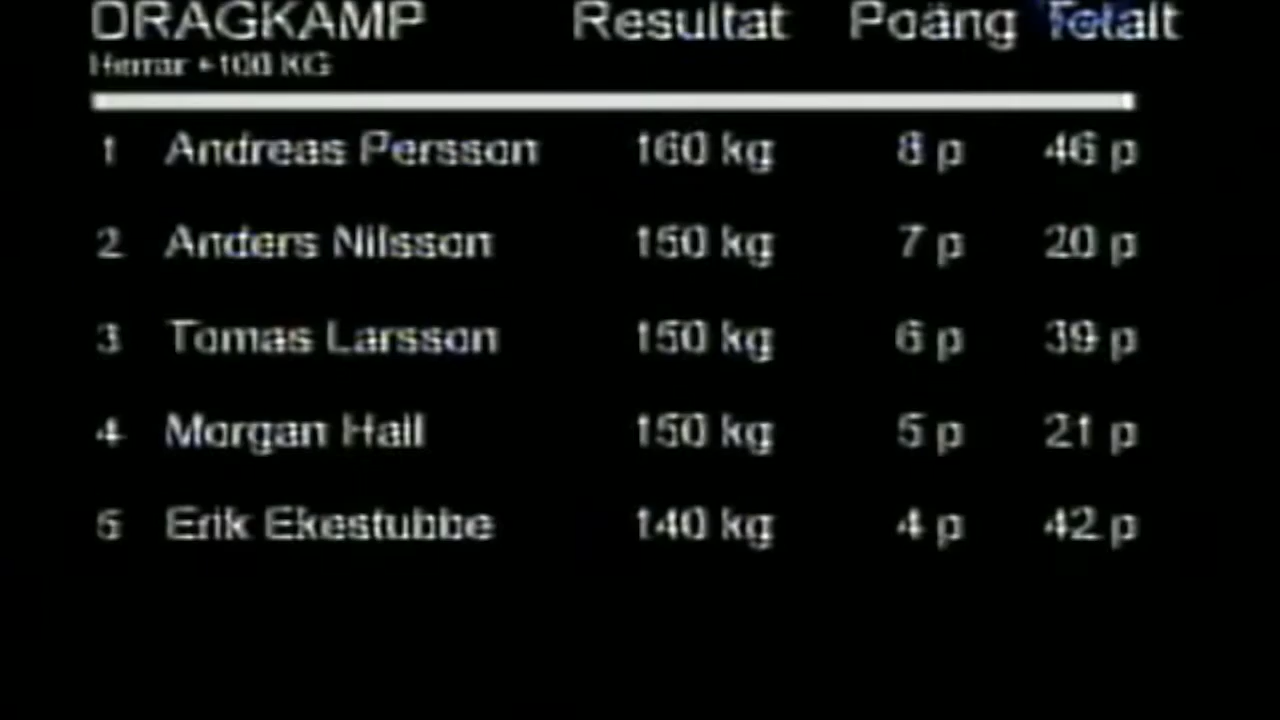 DRAGKAMP Resultat Poäng Totalt
Herrar +100 KG
1 Andreas Persson 160 kg 8 p 46 p
2 Anders Nilsson 150 kg 7 p 20 p
3 Tomas Larsson 150 kg 6 p 39 p
4 Morgan Hall 150 kg 5 p 21 p
5 Erik Ekestubbe 140 kg 4 p 42 p